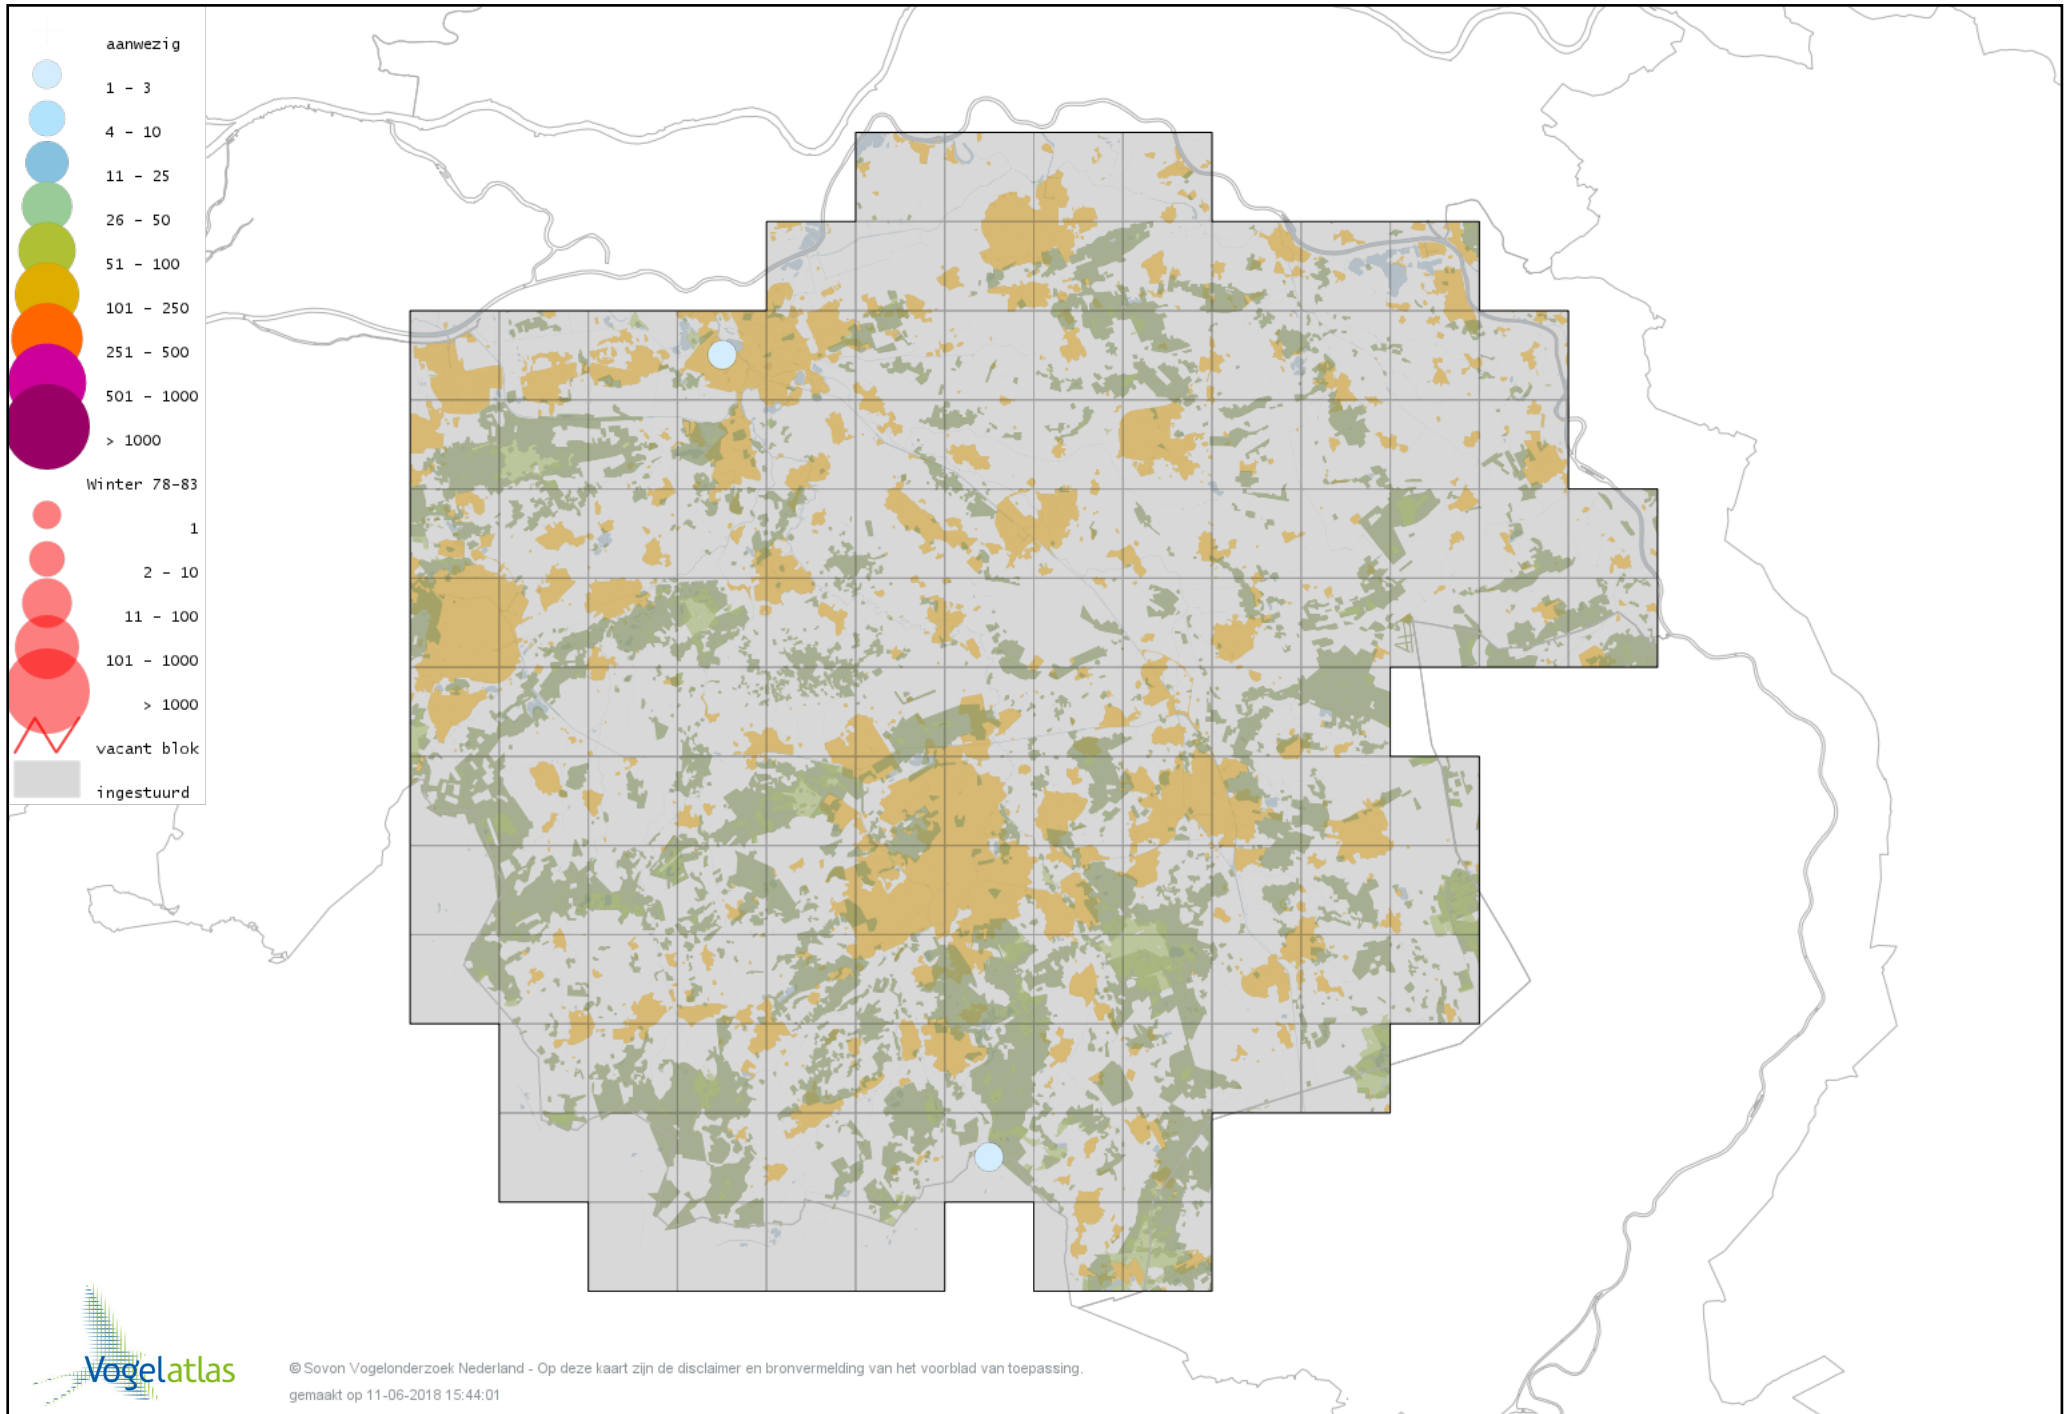 aanwezig
1 - 3
4 - 10
11 - 25
26 - 50
51 - 100
101 - 250
251 - 500
501 - 1000
> 1000
Winter 78-83
1
2 - 10
11 - 100
101 - 1000
> 1000
vacant blok
ingestuurd
Vogelatlas
© Sovon Vogelonderzoek Nederland - Op deze kaart zijn de disclaimer en bronvermelding van het voorblad van toepassing.
gemaakt op 11-06-2018 15:44:01